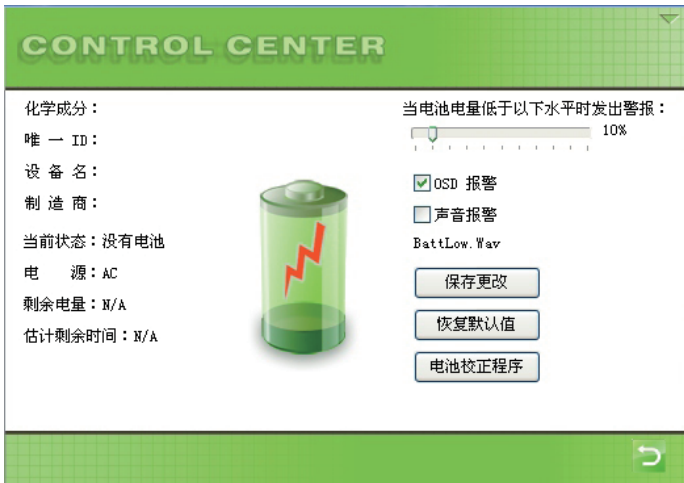 CONTROL CENTER
化学成分：
唯一 ID：
设备名：
制造商：
当前状态：没有电池
电 源：AC
剩余电量：N/A
估计剩余时间：N/A
当电池电量低于以下水平时发出警报：
10%
OSD 报警
声音报警
BattLow.Wav
保存更改
恢复默认值
电池校正程序